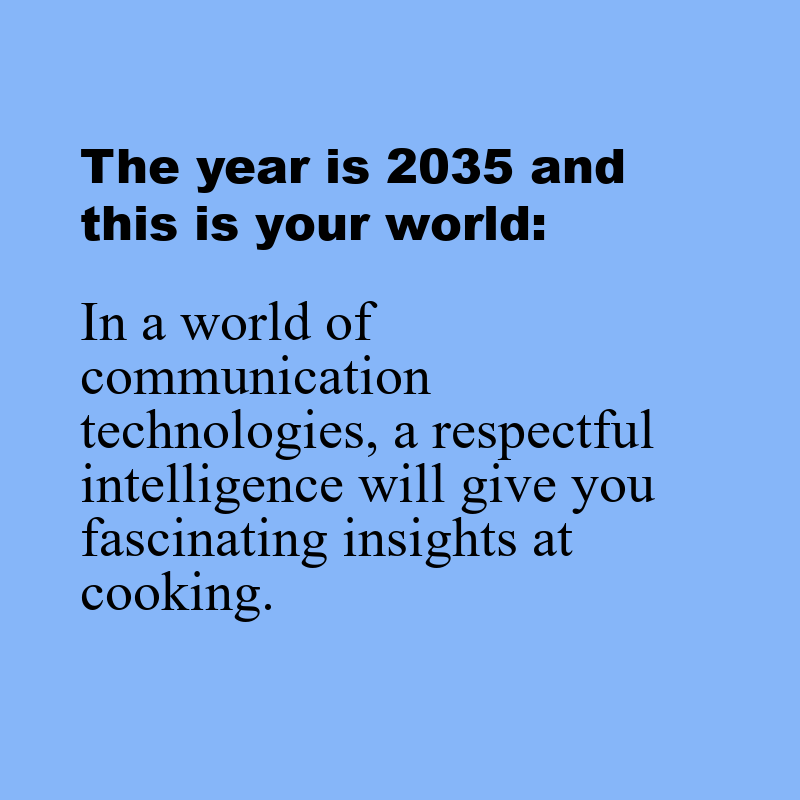 The year is 2035 and
this is your world:
In a world of
communication
technologies, a respectful
intelligence will give you
fascinating insights at
cooking.